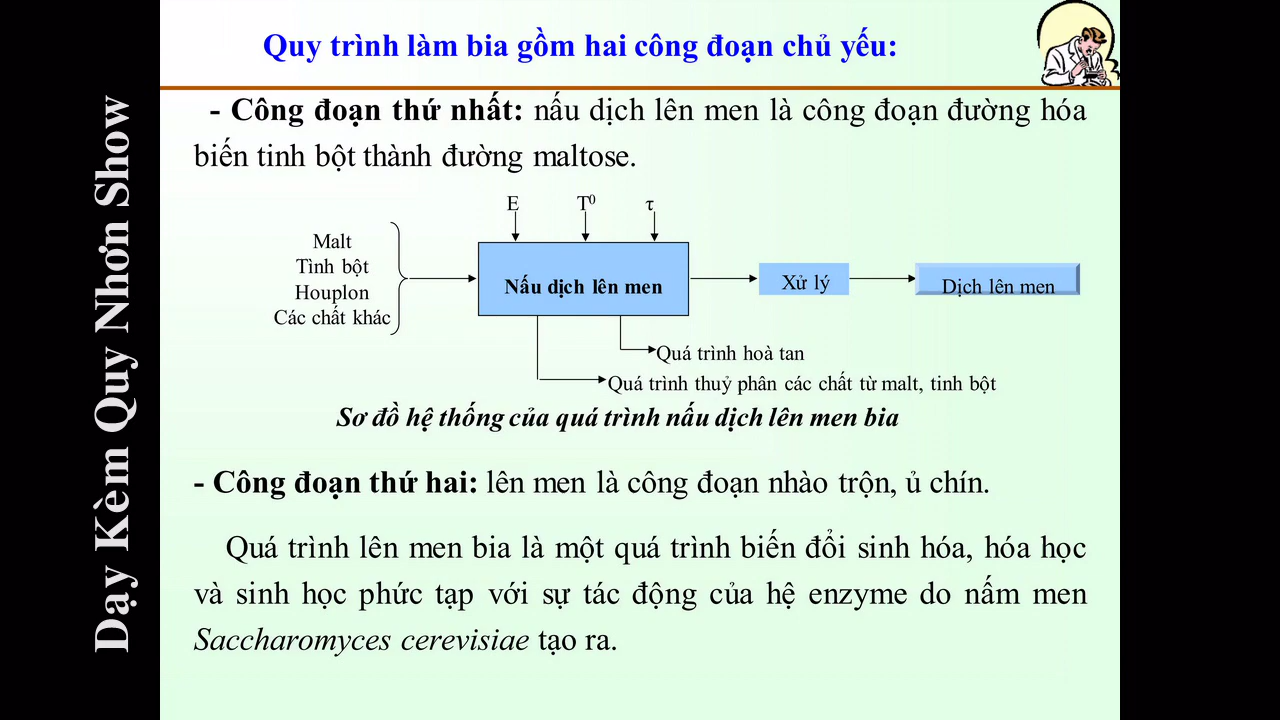 Quy trình làm bia gồm hai công đoạn chủ yếu:
- Công đoạn thứ nhất: nấu dịch lên men là công đoạn đường hóa
biến tinh bột thành đường maltose.
E T⁰ τ
Malt
Tình bột
Houplon
Các chất khác
Nấu dịch lên men
Xử lý
Dịch lên men
Quá trình hoà tan
Quá trình thuỷ phân các chất từ malt, tinh bột
Sơ đồ hệ thống của quá trình nấu dịch lên men bia
- Công đoạn thứ hai: lên men là công đoạn nhào trộn, ủ chín.
Quá trình lên men bia là một quá trình biến đổi sinh hóa, hóa học
và sinh học phức tạp với sự tác động của hệ enzyme do nấm men
Saccharomyces cerevisiae tạo ra.
Dạy Kèm Quy Nhơn Show